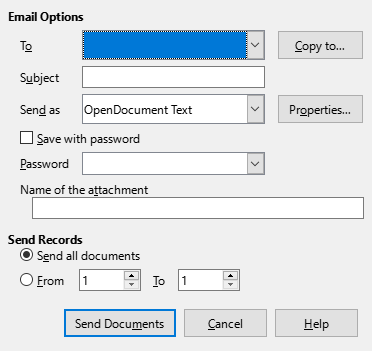 Email Options
To
Copy to...
Subject
Send as OpenDocument Text Properties...
Save with password
Password
Name of the attachment
Send Records
Send all documents
From 1 To 1
Send Documents Cancel Help